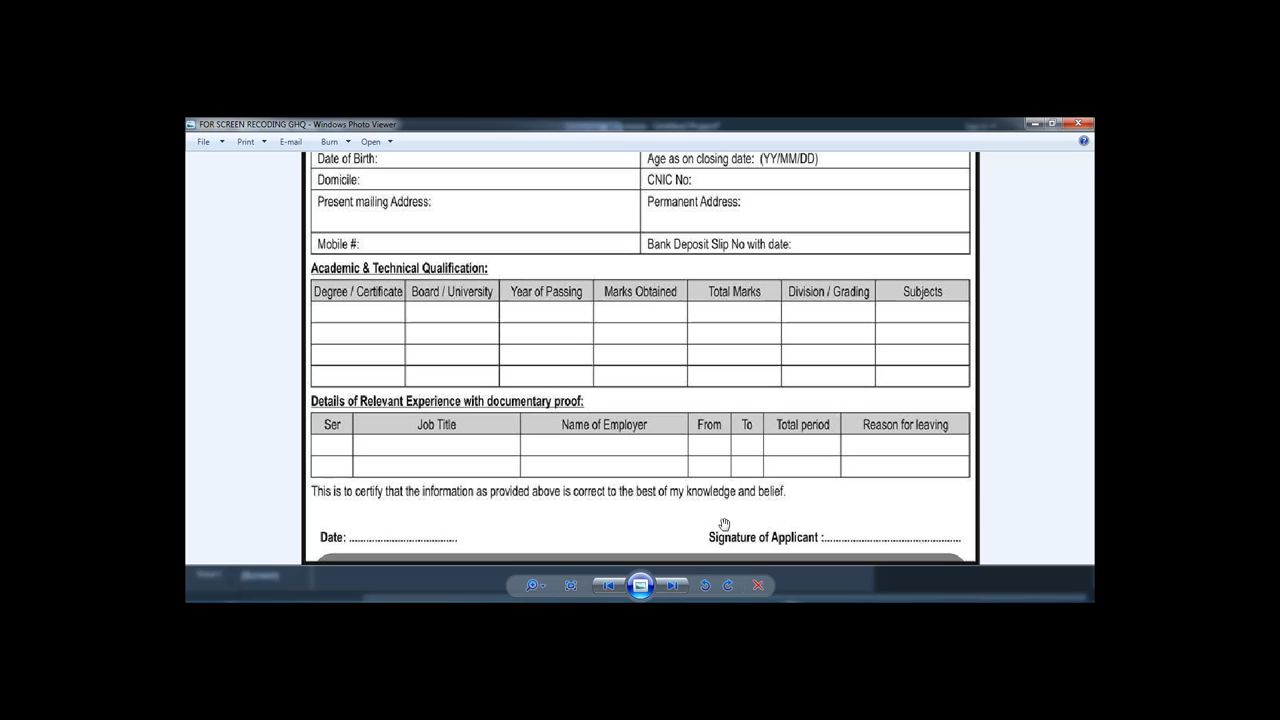 FOR SCREEN RECODING GHQ - Windows Photo Viewer
File Print E-mail Burn Open
Date of Birth: Age as on closing date: (YY/MM/DD)
Domicile: CNIC No:
Present mailing Address: Permanent Address:
Mobile #: Bank Deposit Slip No with date:
Academic & Technical Qualification:
Degree / Certificate Board / University Year of Passing Marks Obtained Total Marks Division / Grading Subjects
Details of Relevant Experience with documentary proof:
Ser Job Title Name of Employer From To Total period Reason for leaving
This is to certify that the information as provided above is correct to the best of my knowledge and belief.
Date: .................................... Signature of Applicant :.............................................